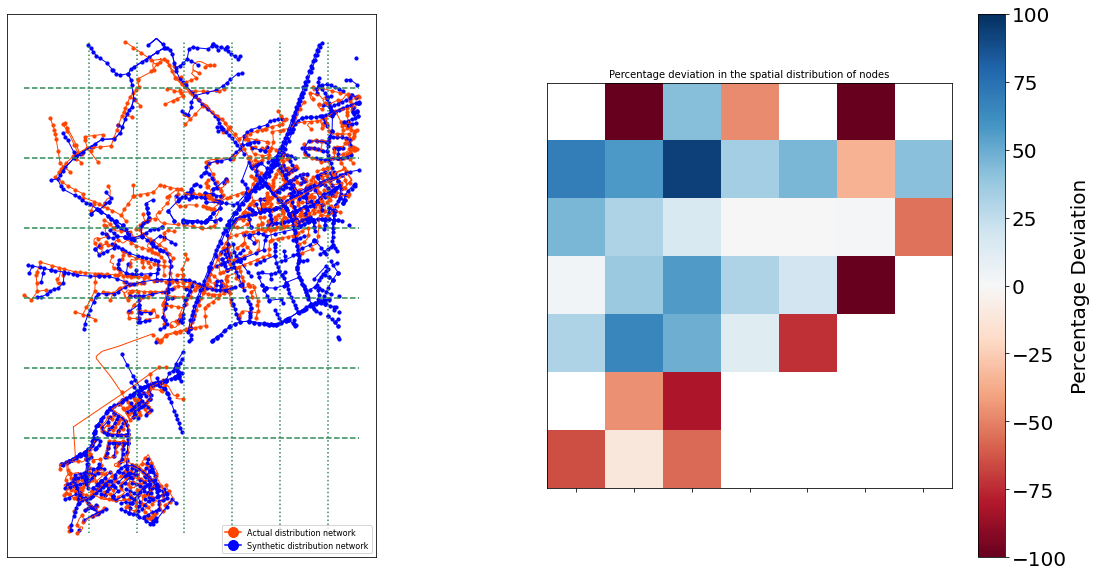 Actual distribution network
Synthetic distribution network
Percentage deviation in the spatial distribution of nodes
100
75
50
25
0
−25
−50
−75
−100
Percentage Deviation